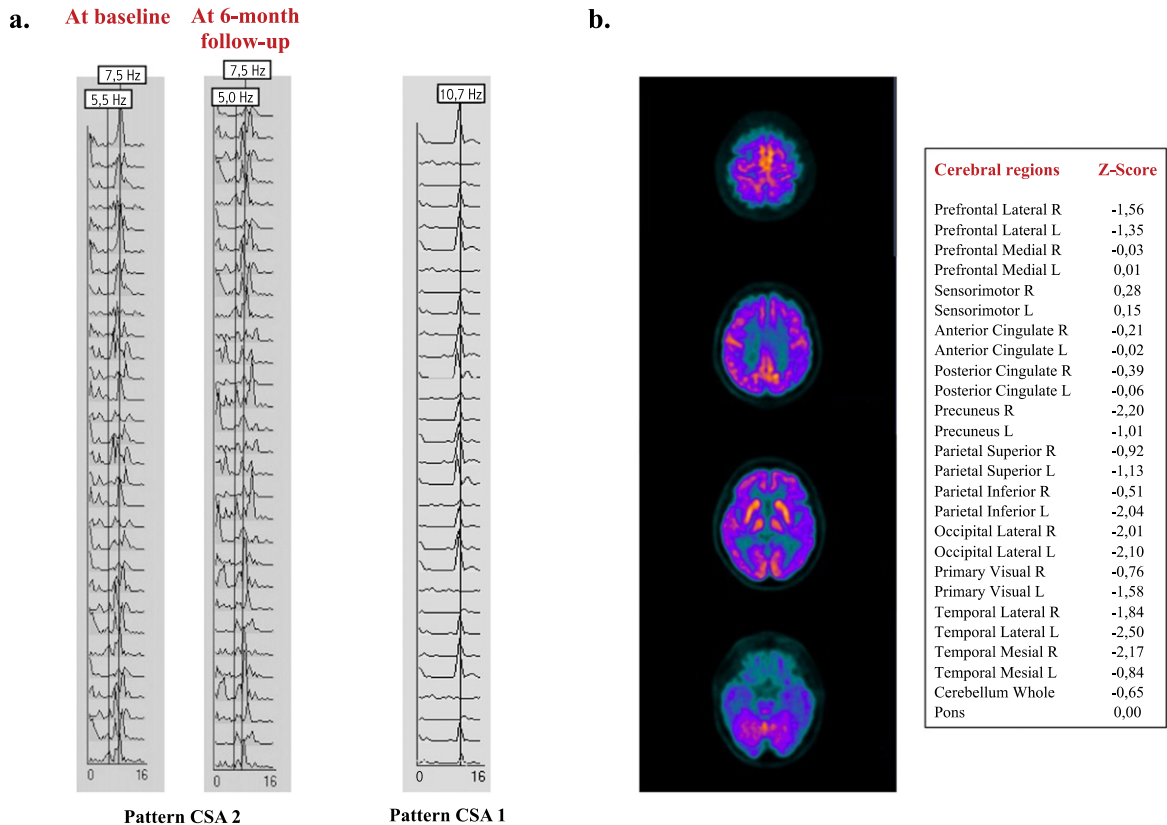 a.
At baseline
At 6-month
follow-up
7,5 Hz
5,5 Hz
7,5 Hz
5,0 Hz
10,7 Hz
0 16
0 16
0 16
Pattern CSA 2
Pattern CSA 1
b.
Cerebral regions Z-Score
Prefrontal Lateral R -1,56
Prefrontal Lateral L -1,35
Prefrontal Medial R -0,03
Prefrontal Medial L 0,01
Sensorimotor R 0,28
Sensorimotor L 0,15
Anterior Cingulate R -0,21
Anterior Cingulate L -0,02
Posterior Cingulate R -0,39
Posterior Cingulate L -0,06
Precuneus R -2,20
Precuneus L -1,01
Parietal Superior R -0,92
Parietal Superior L -1,13
Parietal Inferior R -0,51
Parietal Inferior L -2,04
Occipital Lateral R -2,01
Occipital Lateral L -2,10
Primary Visual R -0,76
Primary Visual L -1,58
Temporal Lateral R -1,84
Temporal Lateral L -2,50
Temporal Mesial R -2,17
Temporal Mesial L -0,84
Cerebellum Whole -0,65
Pons 0,00